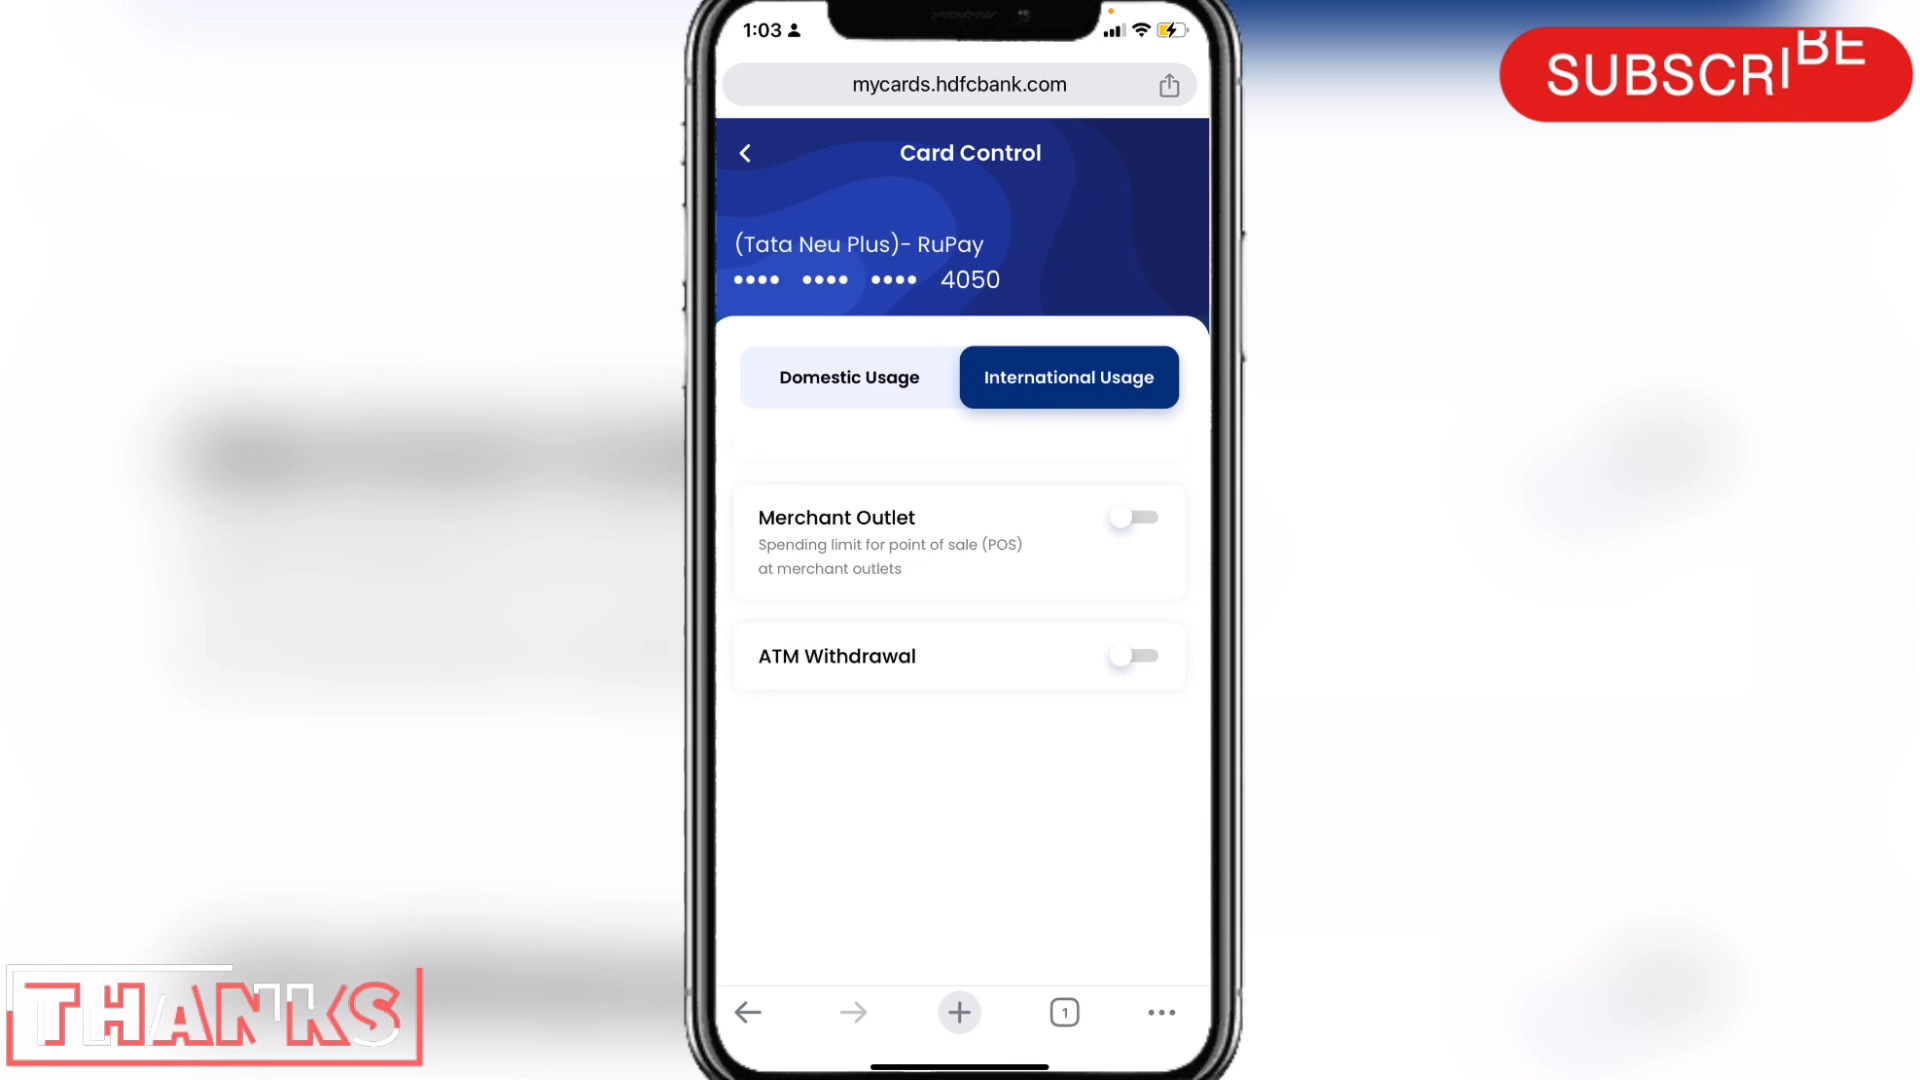 1:03
mycards.hdfcbank.com
SUBSCRIBE
Card Control
(Tata Neu Plus)- RuPay
•••• •••• •••• 4050
Domestic Usage
International Usage
Merchant Outlet
Spending limit for point of sale (POS)
at merchant outlets
ATM Withdrawal
1
THANKS